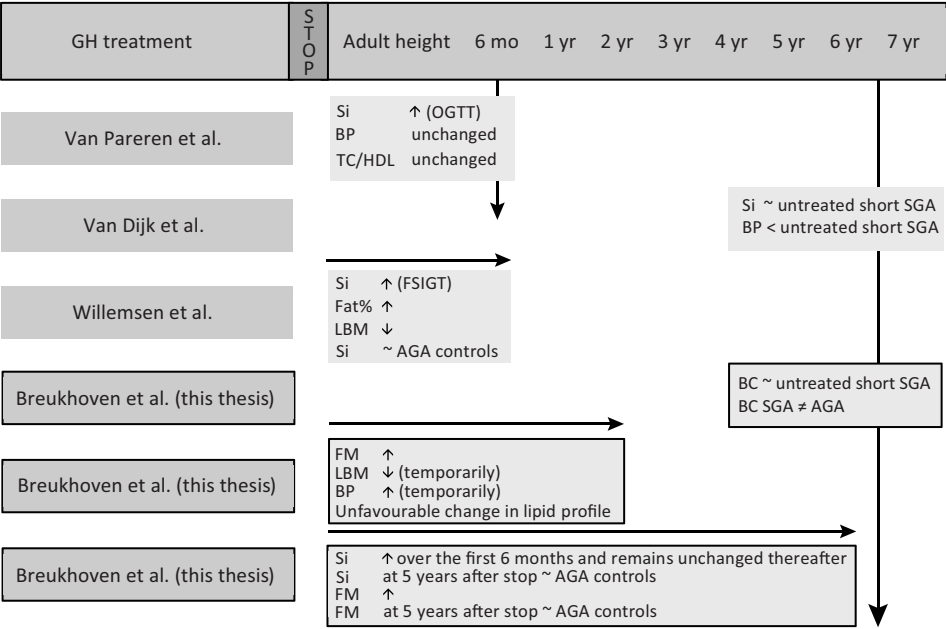 GH treatment
STOP
Adult height 6 mo 1 yr 2 yr 3 yr 4 yr 5 yr 6 yr 7 yr
Van Pareren et al.
Si ↑ (OGTT)
BP unchanged
TC/HDL unchanged
Van Dijk et al.
Si ~ untreated short SGA
BP < untreated short SGA
Willemsen et al.
Si ↑ (FSIGT)
Fat% ↑
LBM ↓
Si ~ AGA controls
Breukhoven et al. (this thesis)
BC ~ untreated short SGA
BC SGA ≠ AGA
Breukhoven et al. (this thesis)
FM ↑
LBM ↓ (temporarily)
BP ↑ (temporarily)
Unfavourable change in lipid profile
Breukhoven et al. (this thesis)
Si ↑ over the first 6 months and remains unchanged thereafter
Si at 5 years after stop ~ AGA controls
FM ↑
FM at 5 years after stop ~ AGA controls